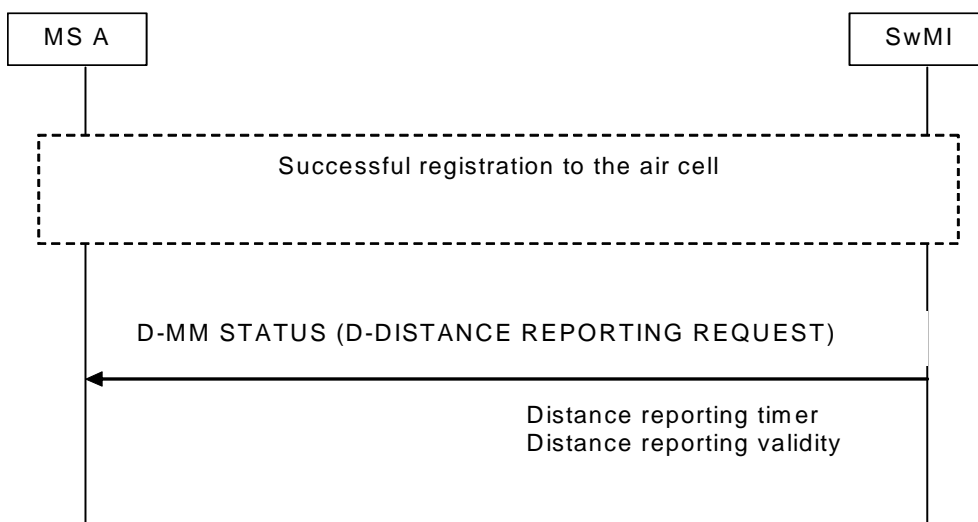 MS A
SwMI
Successful registration to the air cell
D-MM STATUS (D-DISTANCE REPORTING REQUEST)
Distance reporting timer
Distance reporting validity